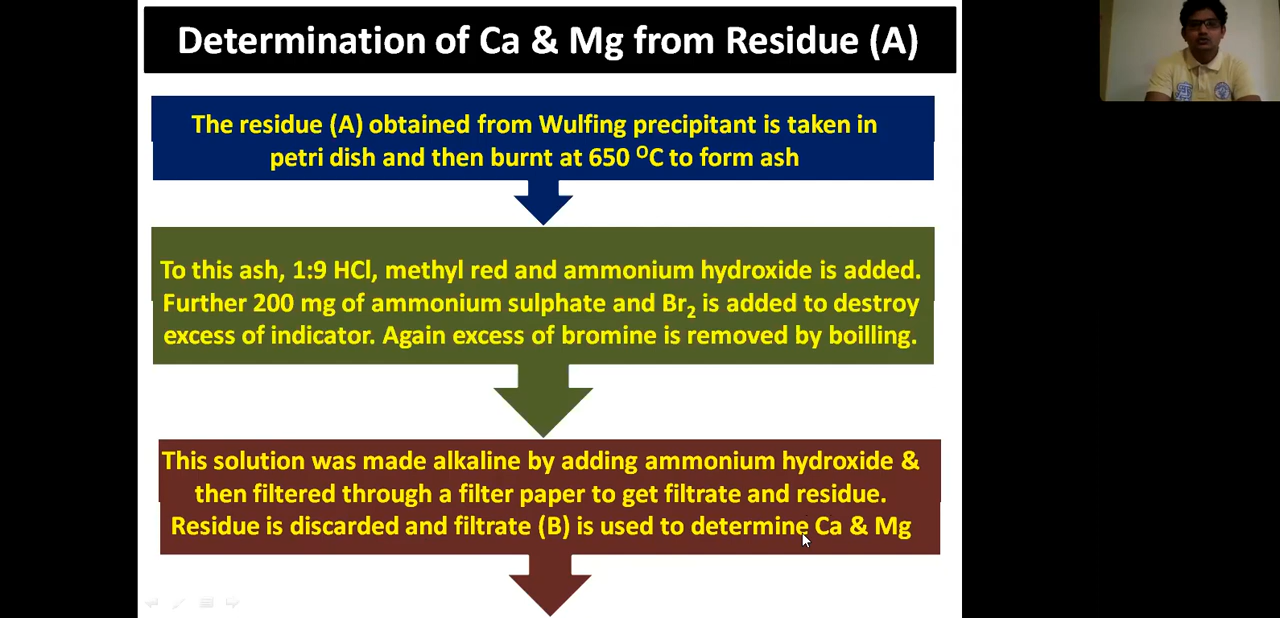 Determination of Ca & Mg from Residue (A)
The residue (A) obtained from Wulfing precipitant is taken in
petri dish and then burnt at 650 ᴼC to form ash
To this ash, 1:9 HCl, methyl red and ammonium hydroxide is added.
Further 200 mg of ammonium sulphate and Br₂ is added to destroy
excess of indicator. Again excess of bromine is removed by boilling.
This solution was made alkaline by adding ammonium hydroxide &
then filtered through a filter paper to get filtrate and residue.
Residue is discarded and filtrate (B) is used to determine Ca & Mg